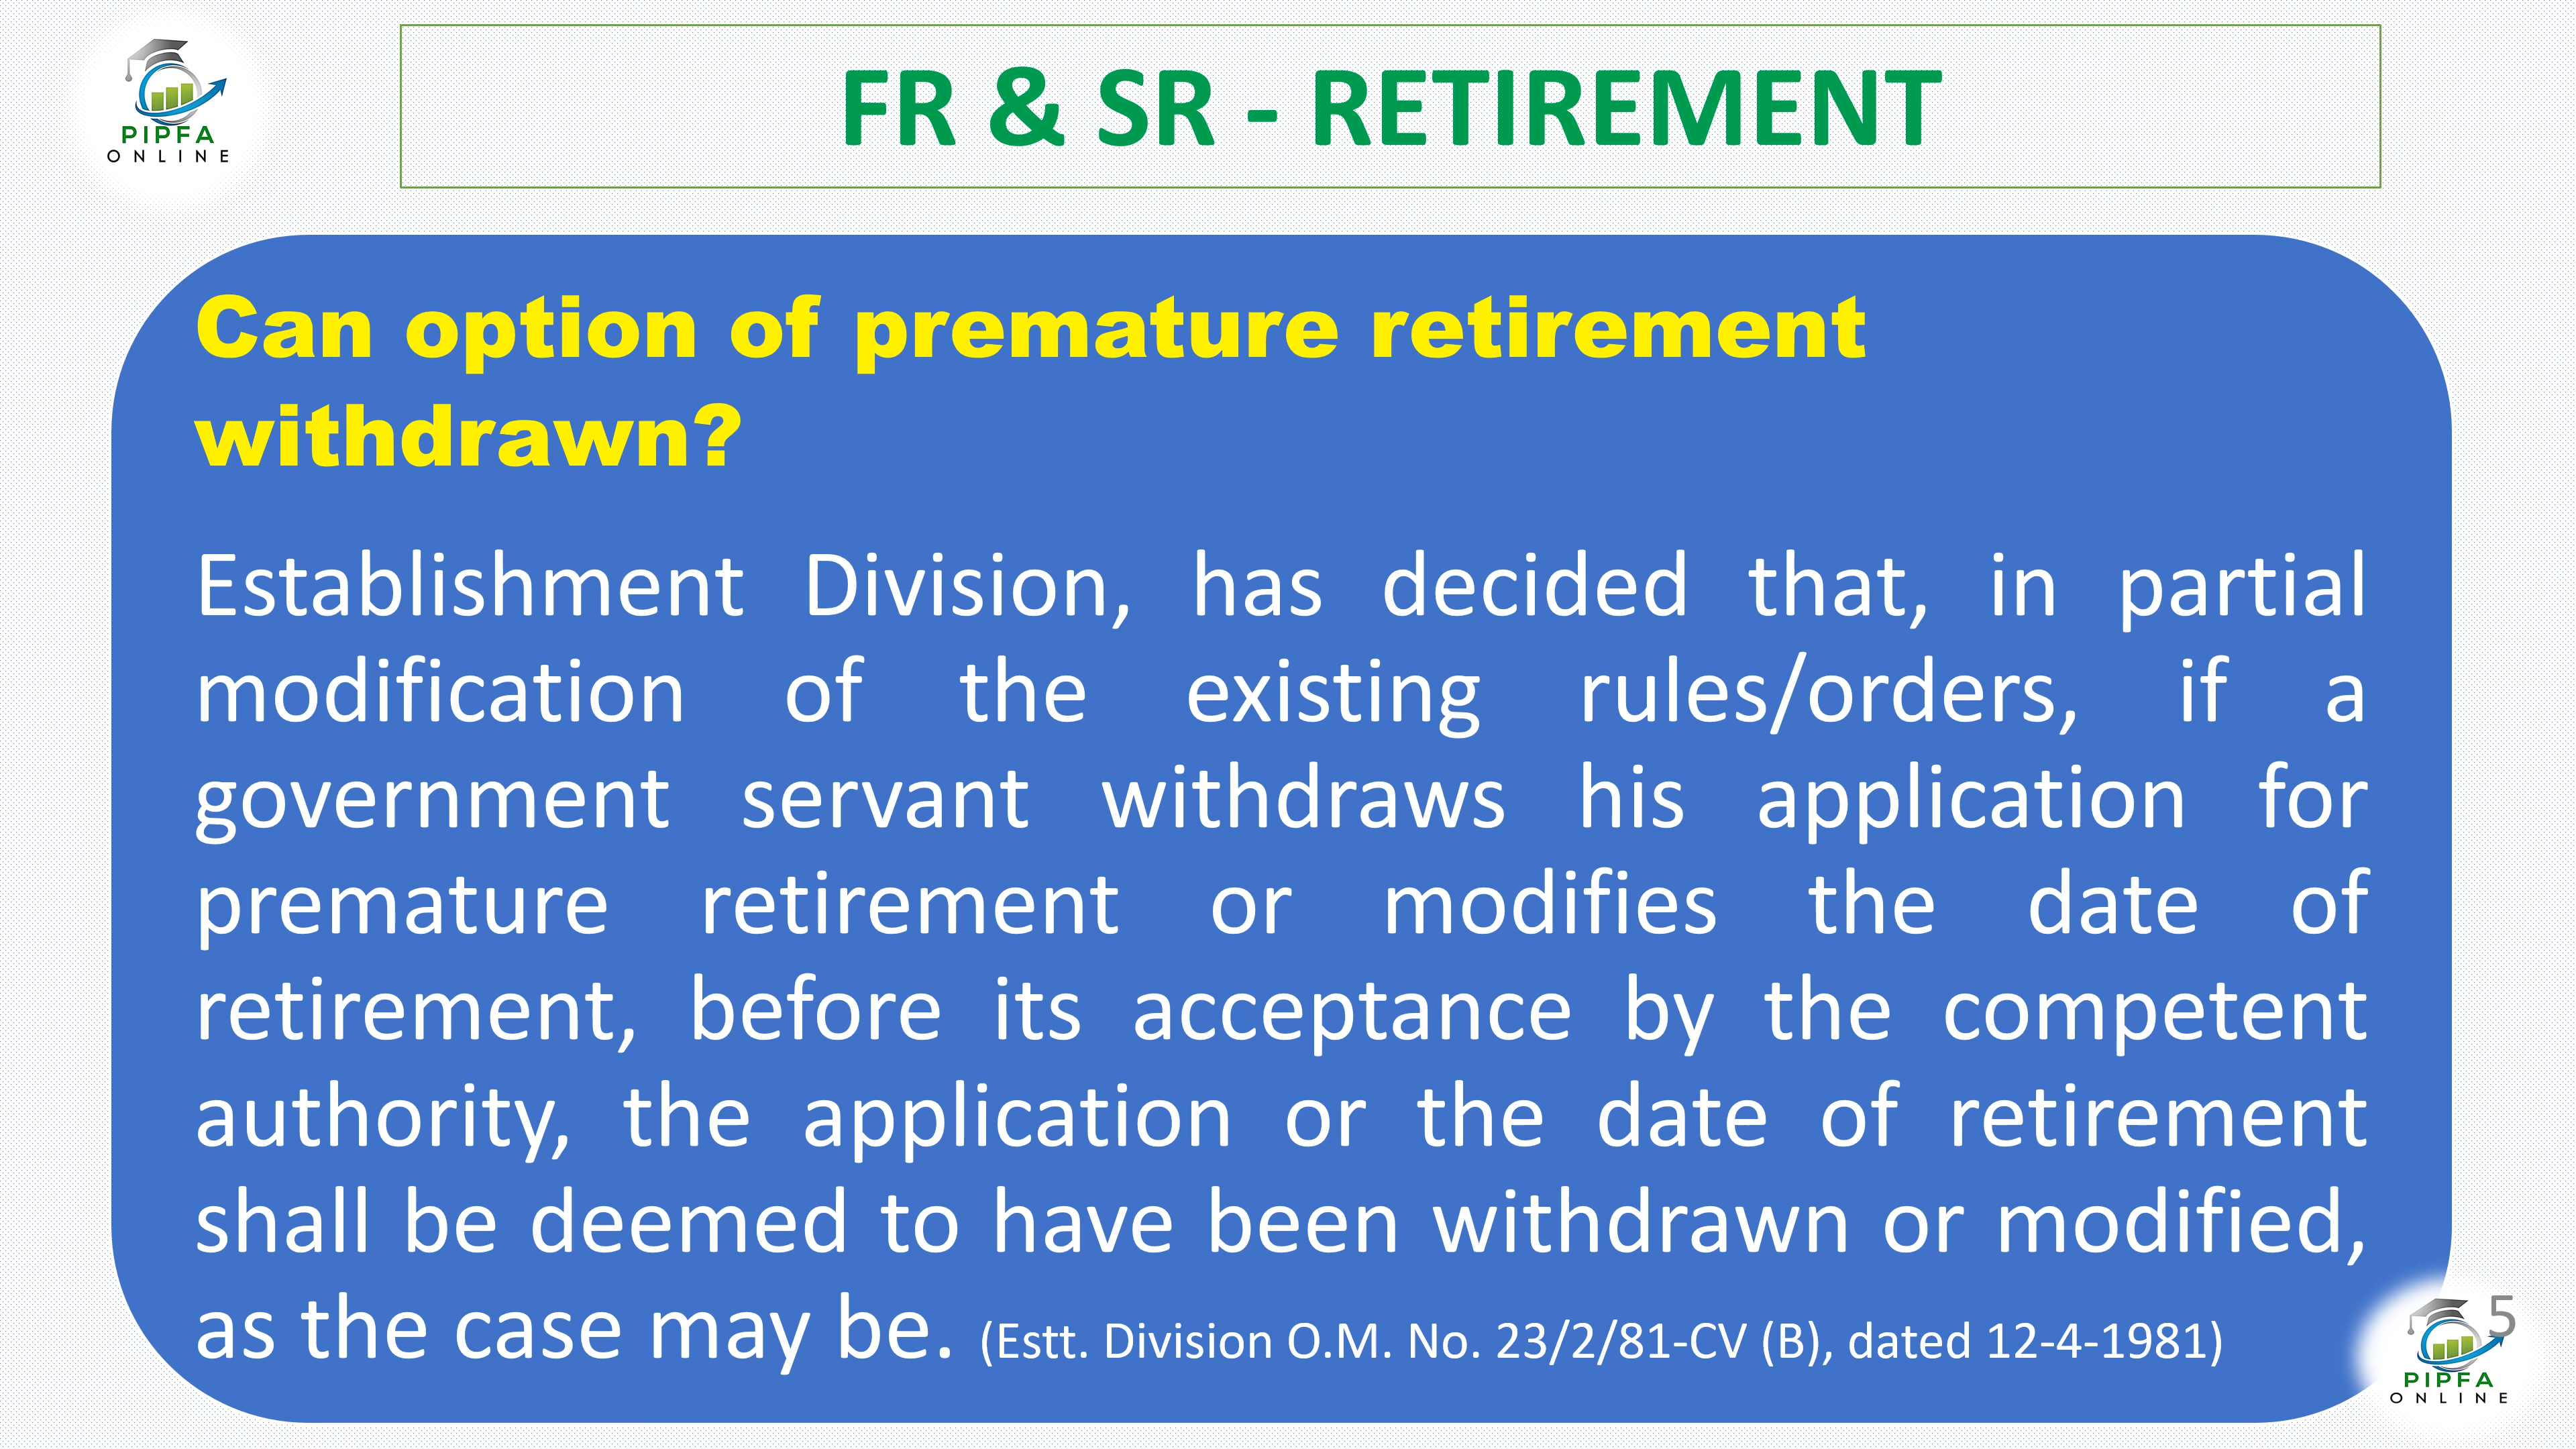 PIPFA
ONLINE
FR & SR - RETIREMENT
Can option of premature retirement
withdrawn?
Establishment Division, has decided that, in partial
modification of the existing rules/orders, if a
government servant withdraws his application for
premature retirement or modifies the date of
retirement, before its acceptance by the competent
authority, the application or the date of retirement
shall be deemed to have been withdrawn or modified,
as the case may be. (Estt. Division O.M. No. 23/2/81-CV (B), dated 12-4-1981)
5
PIPFA
ONLINE